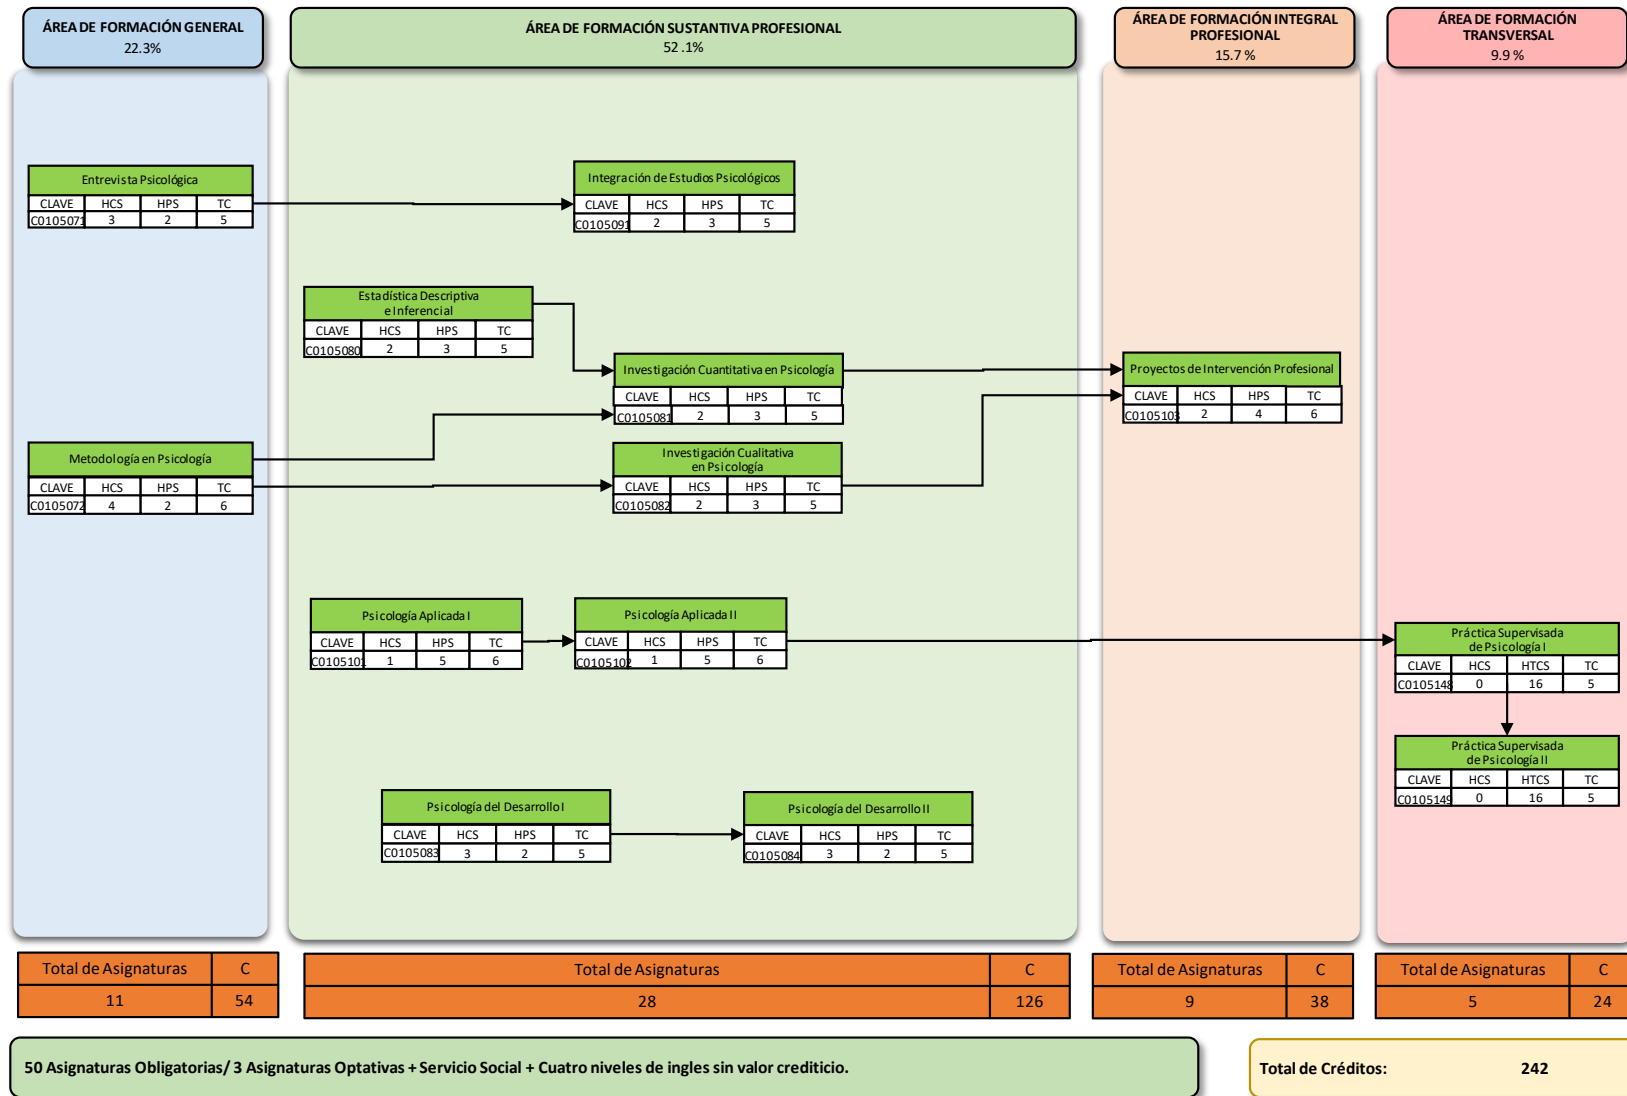 ÁREA DE FORMACIÓN GENERAL
22.3%
ÁREA DE FORMACIÓN SUSTANTIVA PROFESIONAL
52 .1%
ÁREA DE FORMACIÓN INTEGRAL
PROFESIONAL
15.7 %
ÁREA DE FORMACIÓN
TRANSVERSAL
9.9 %
Entrevista Psicológica
CLAVE HCS HPS TC
C0105071 3 2 5
Integración de Estudios Psicológicos
CLAVE HCS HPS TC
C0105091 2 3 5
Estadística Descriptiva
e Inferencial
CLAVE HCS HPS TC
C0105080 2 3 5
Investigación Cuantitativa en Psicología
CLAVE HCS HPS TC
C0105081 2 3 5
Proyectos de Intervención Profesional
CLAVE HCS HPS TC
C0105103 2 4 6
Metodología en Psicología
CLAVE HCS HPS TC
C0105072 4 2 6
Investigación Cualitativa
en Psicología
CLAVE HCS HPS TC
C0105082 2 3 5
Psicología Aplicada I
CLAVE HCS HPS TC
C0105101 1 5 6
Psicología Aplicada II
CLAVE HCS HPS TC
C0105102 1 5 6
Práctica Supervisada
de Psicología I
CLAVE HCS HTCS TC
C0105148 0 16 5
Práctica Supervisada
de Psicología II
CLAVE HCS HTCS TC
C0105149 0 16 5
Psicología del Desarrollo I
CLAVE HCS HPS TC
C0105083 3 2 5
Psicología del Desarrollo II
CLAVE HCS HPS TC
C0105084 3 2 5
Total de Asignaturas C
11 54
Total de Asignaturas C
28 126
Total de Asignaturas C
9 38
Total de Asignaturas C
5 24
50 Asignaturas Obligatorias/ 3 Asignaturas Optativas + Servicio Social + Cuatro niveles de ingles sin valor crediticio.
Total de Créditos: 242